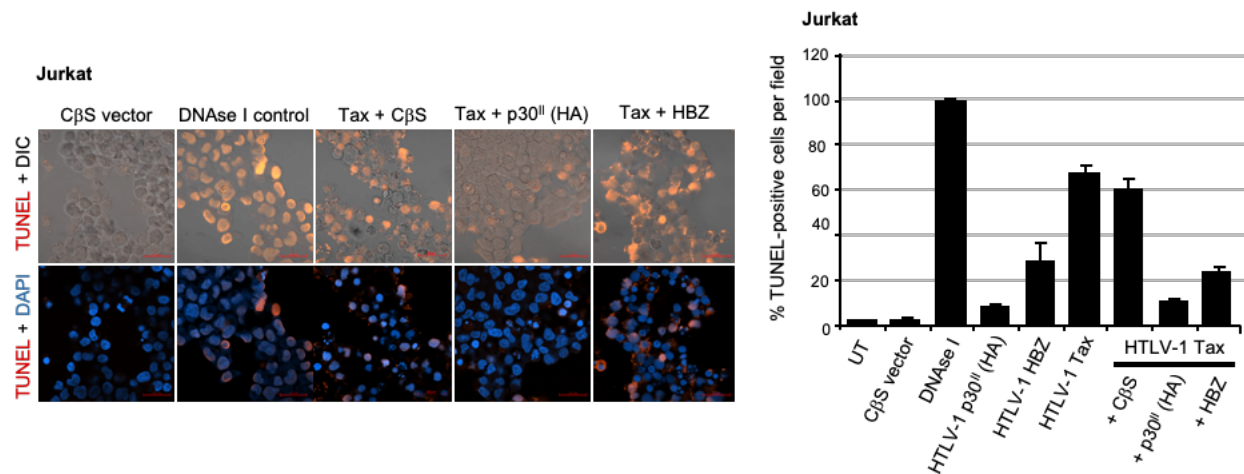 Jurkat
CβS vector
DNAse I control
Tax + CβS
Tax + p30ᴵᴵ (HA)
Tax + HBZ
TUNEL + DIC
TUNEL + DAPI
Jurkat
% TUNEL-positive cells per field
120
100
80
60
40
20
0
UT
CβS vector
DNAse I
HTLV-1 p30ᴵᴵ (HA)
HTLV-1 HBZ
HTLV-1 Tax
+ CβS
+ p30ᴵᴵ (HA)
+ HBZ
HTLV-1 Tax